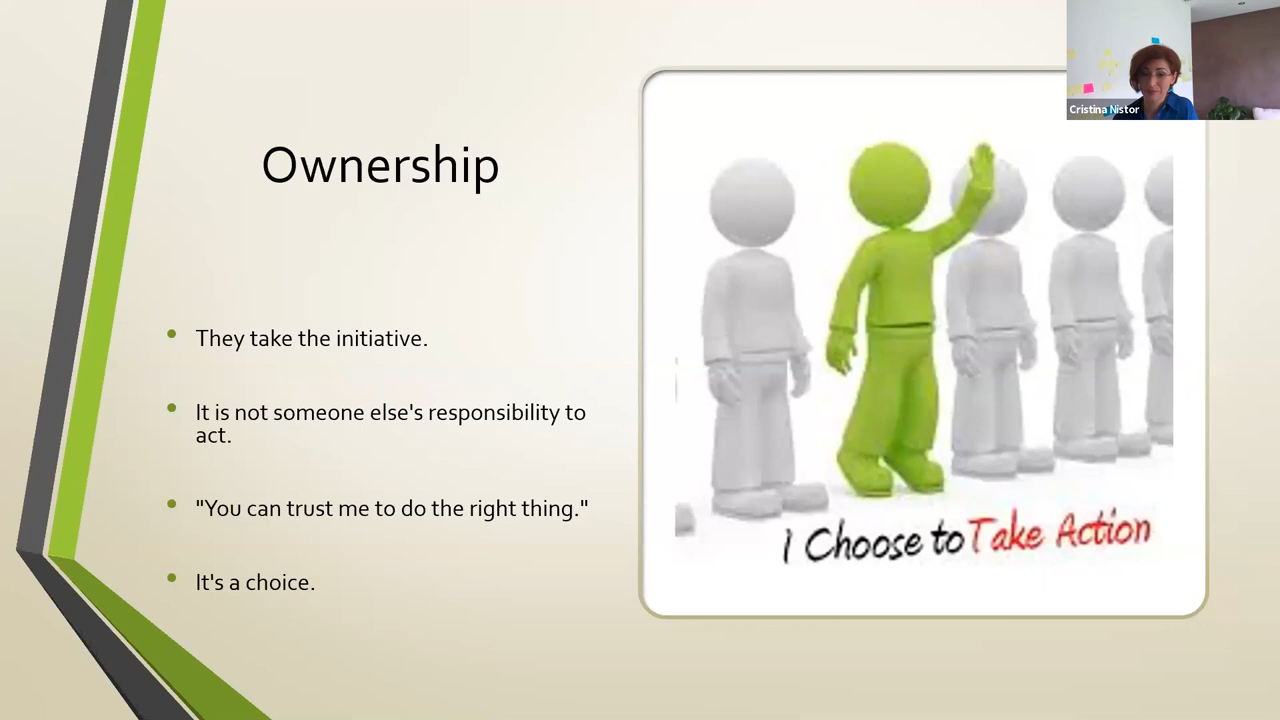 Cristina Nistor
Ownership
They take the initiative.
It is not someone else's responsibility to
act.
"You can trust me to do the right thing."
It's a choice.
I Choose to Take Action